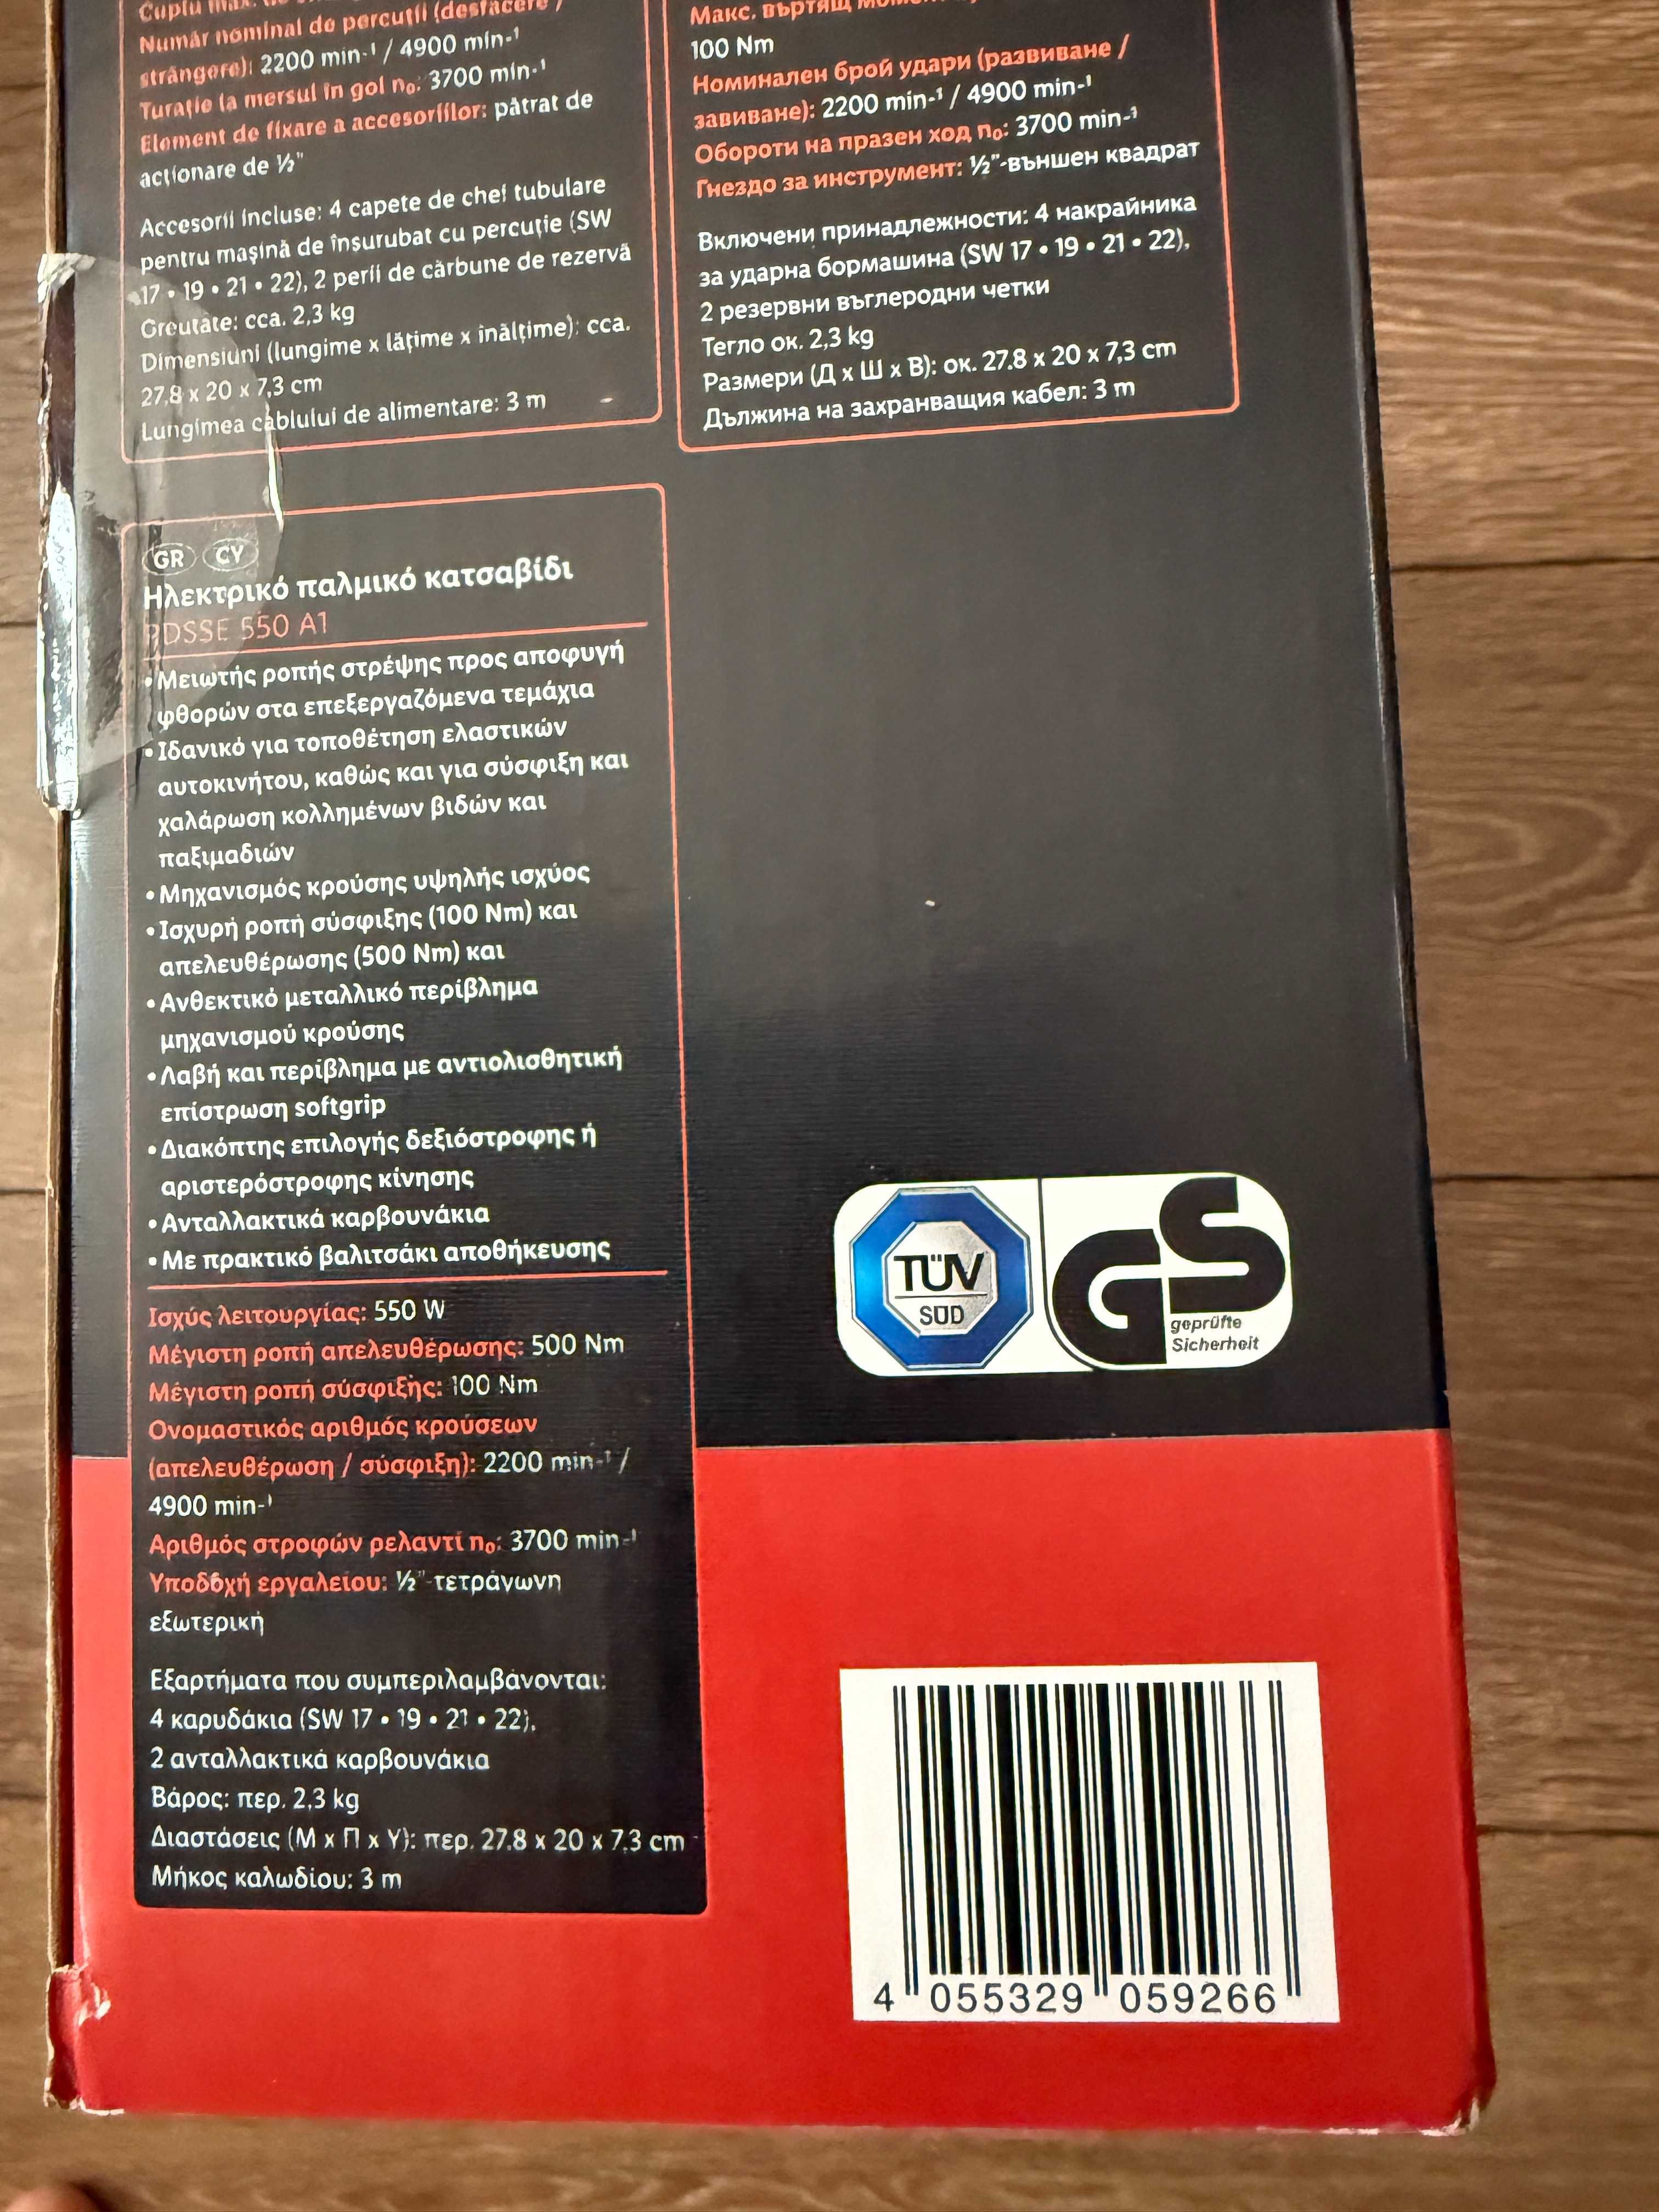 Cuplu max. de
Număr nominal de percuții (desfacere /
strângere): 2200 min-¹ / 4900 min-¹
Turație la mersul în gol n₀: 3700 min-¹
Element de fixare a accesoriilor: pătrat de
acționare de ½"
Accesorii incluse: 4 capete de chei tubulare
pentru mașină de înșurubat cu percuție (SW
17 • 19 • 21 • 22), 2 perii de cărbune de rezervă
Greutate: cca. 2,3 kg
Dimensiuni (lungime x lățime x înălțime): cca.
27,8 x 20 x 7,3 cm
Lungimea cablului de alimentare: 3 m
Макс. въртящ
100 Nm
Номинален брой удари (развиване /
завиване): 2200 min-¹ / 4900 min-¹
Обороти на празен ход n₀: 3700 min-¹
Гнездо за инструмент: ½"-външен квадрат
Включени принадлежности: 4 накрайника
за ударна бормашина (SW 17 • 19 • 21 • 22),
2 резервни въглеродни четки
Тегло ок. 2,3 kg
Размери (Д x Ш x В): ок. 27.8 x 20 x 7,3 cm
Дължина на захранващия кабел: 3 m
GR CY
Ηλεκτρικό παλμικό κατσαβίδι
PDSSE 550 A1
• Μειωτής ροπής στρέψης προς αποφυγή
φθορών στα επεξεργαζόμενα τεμάχια
• Ιδανικό για τοποθέτηση ελαστικών
αυτοκινήτου, καθώς και για σύσφιξη και
χαλάρωση κολλημένων βιδών και
παξιμαδιών
• Μηχανισμός κρούσης υψηλής ισχύος
• Ισχυρή ροπή σύσφιξης (100 Nm) και
απελευθέρωσης (500 Nm) και
• Ανθεκτικό μεταλλικό περίβλημα
μηχανισμού κρούσης
• Λαβή και περίβλημα με αντιολισθητική
επίστρωση softgrip
• Διακόπτης επιλογής δεξιόστροφης ή
αριστερόστροφης κίνησης
• Ανταλλακτικά καρβουνάκια
• Με πρακτικό βαλιτσάκι αποθήκευσης
Ισχύς λειτουργίας: 550 W
Μέγιστη ροπή απελευθέρωσης: 500 Nm
Μέγιστη ροπή σύσφιξης: 100 Nm
Ονομαστικός αριθμός κρούσεων
(απελευθέρωση / σύσφιξη): 2200 min-¹ /
4900 min-¹
Αριθμός στροφών ρελαντί n₀: 3700 min-¹
Υποδοχή εργαλείου: ½"-τετράγωνη
εξωτερική
Εξαρτήματα που συμπεριλαμβάνονται:
4 καρυδάκια (SW 17 • 19 • 21 • 22),
2 ανταλλακτικά καρβουνάκια
Βάρος: περ. 2,3 kg
Διαστάσεις (Μ x Π x Υ): περ. 27.8 x 20 x 7,3 cm
Μήκος καλωδίου: 3 m
TÜV
SÜD
GS
geprüfte
Sicherheit
4 055329 059266